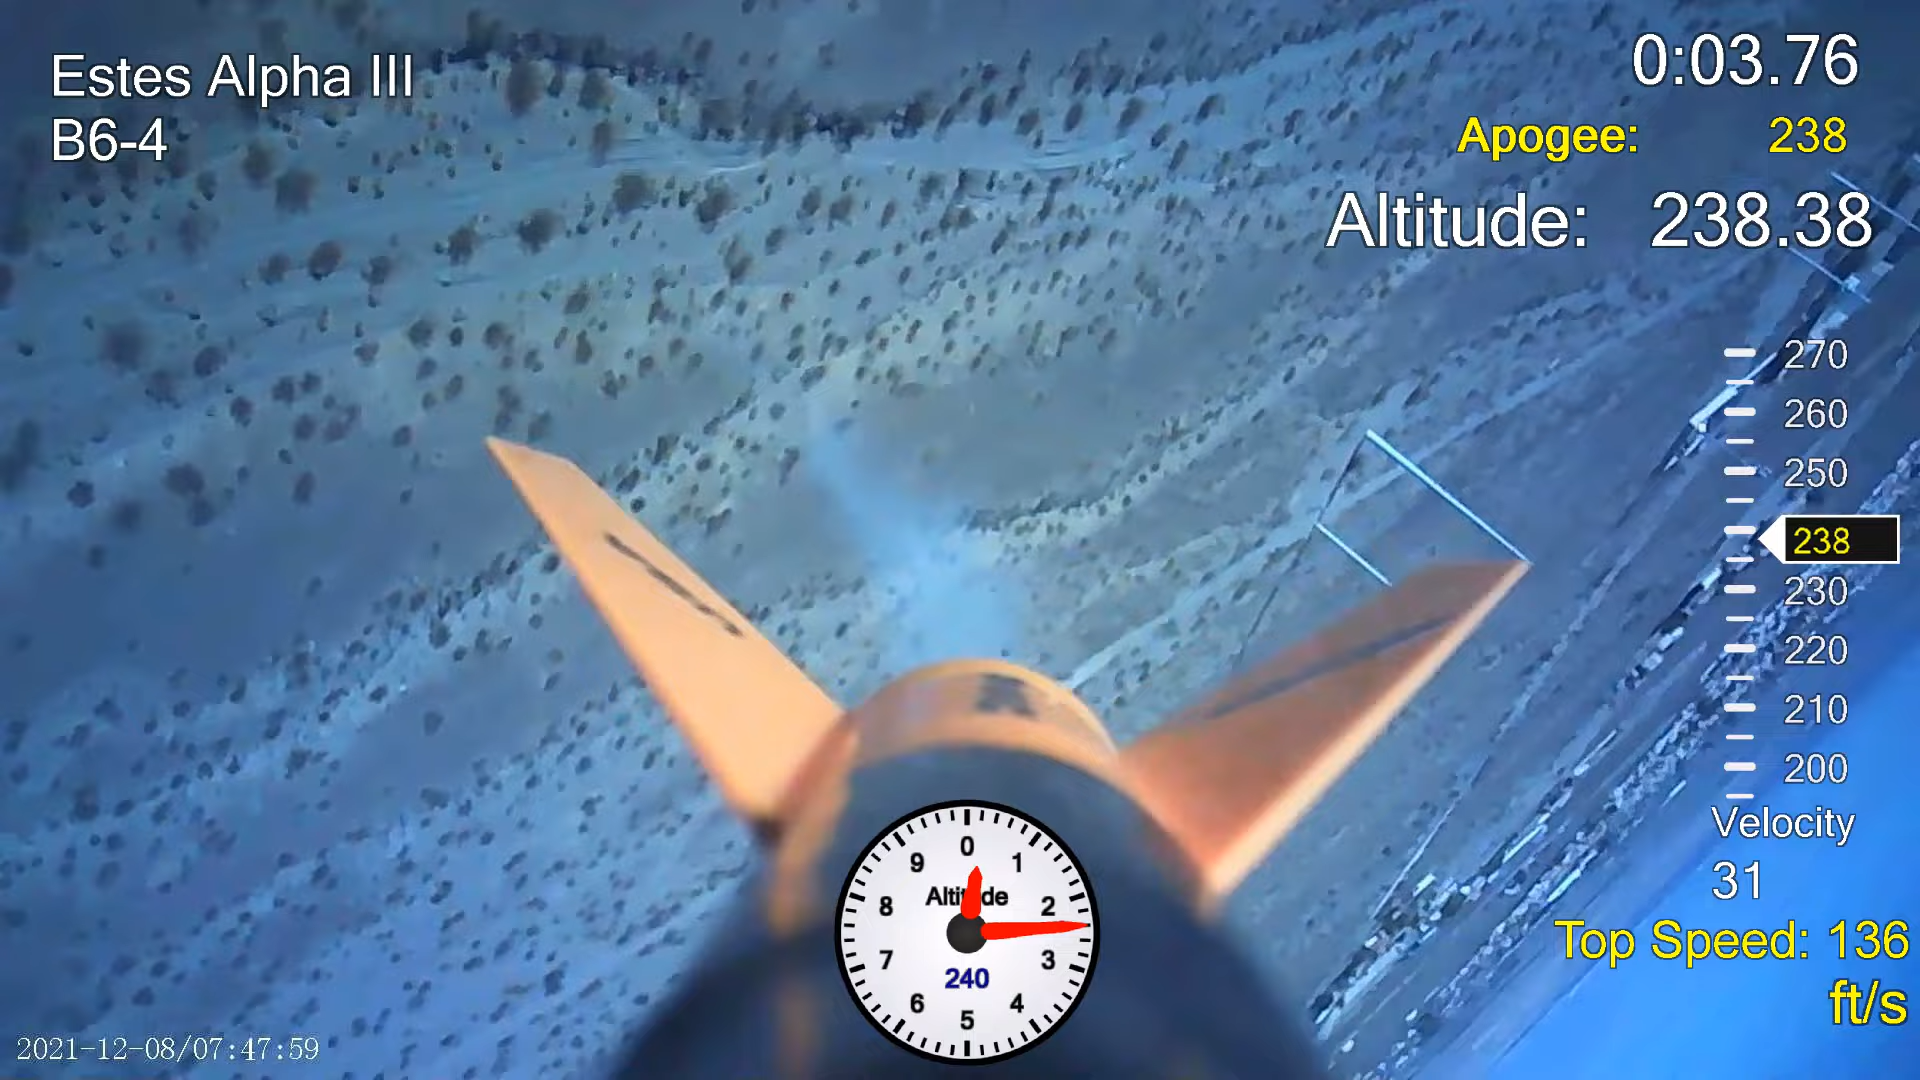 Estes Alpha III
B6-4
0:03.76
Apogee: 238
Altitude: 238.38
270
260
250
238
230
220
210
200
Velocity
31
Top Speed: 136
ft/s
0
1
2
3
4
5
6
7
8
9
Altitude
240
2021-12-08/07:47:59